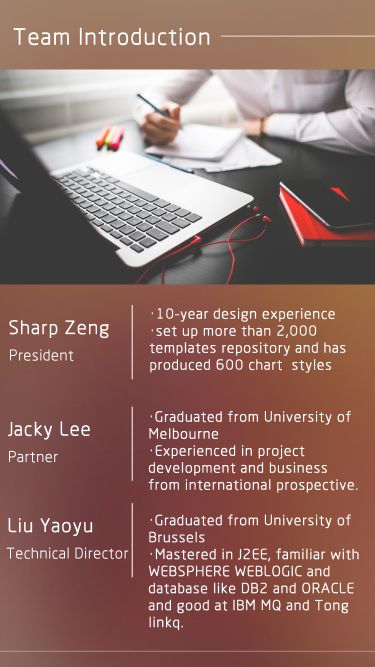 Team Introduction
Sharp Zeng
President
·10-year design experience
·set up more than 2,000
templates repository and has
produced 600 chart styles
Jacky Lee
Partner
·Graduated from University of
Melbourne
·Experienced in project
development and business
from international prospective.
Liu Yaoyu
Technical Director
·Graduated from University of
Brussels
·Mastered in J2EE, familiar with
WEBSPHERE WEBLOGIC and
database like DB2 and ORACLE
and good at IBM MQ and Tong
linkq.